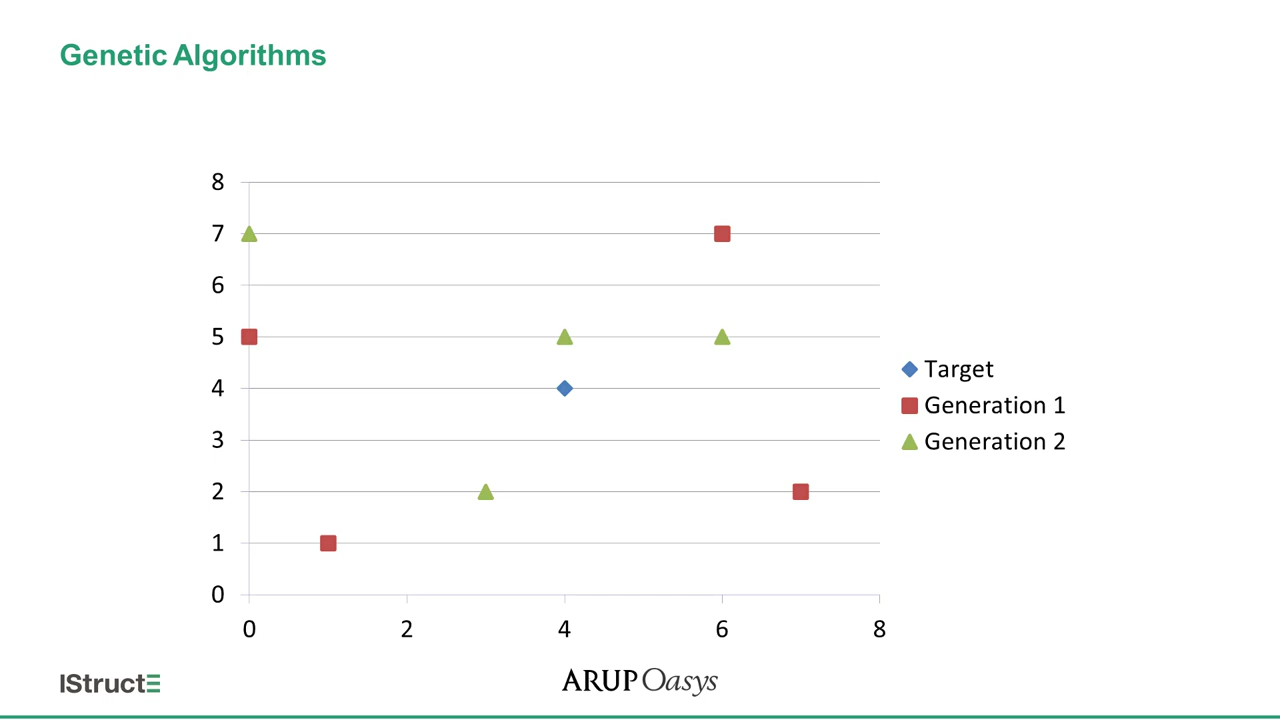 Genetic Algorithms
8
7
6
5
4
3
2
1
0
0 2 4 6 8
Target
Generation 1
Generation 2
IStructE
ARUP Oasys